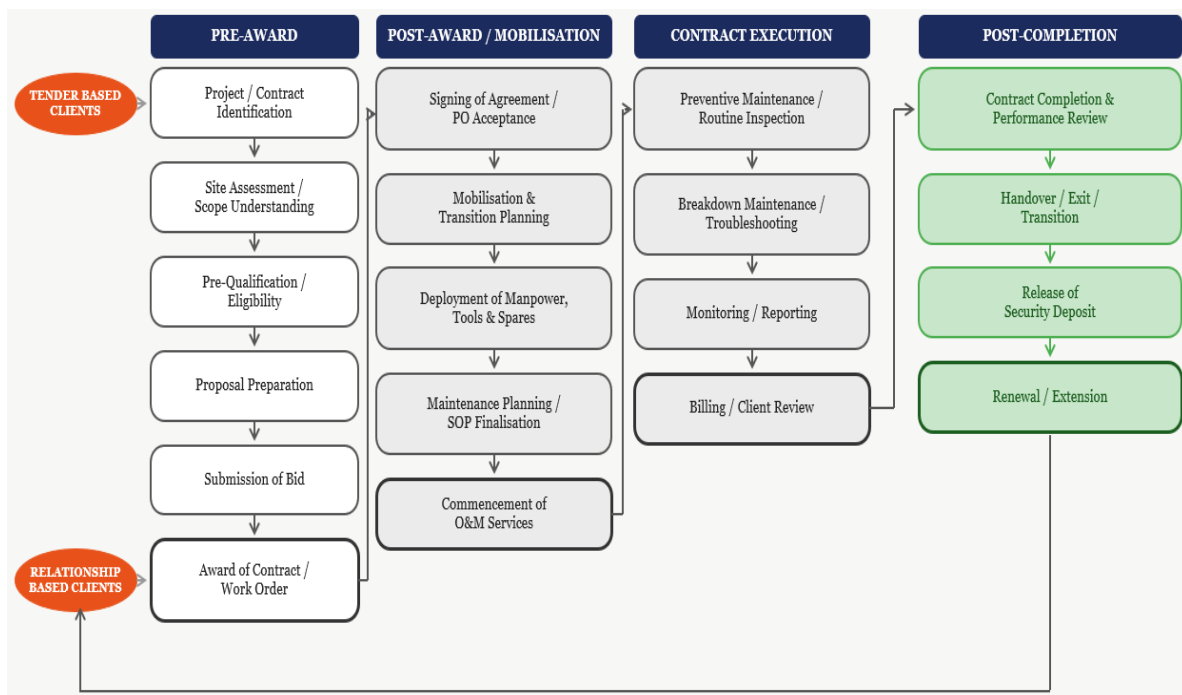 PRE-AWARD
POST-AWARD / MOBILISATION
CONTRACT EXECUTION
POST-COMPLETION
TENDER BASED
CLIENTS
Project / Contract
Identification
Site Assessment /
Scope Understanding
Pre-Qualification /
Eligibility
Proposal Preparation
Submission of Bid
RELATIONSHIP
BASED CLIENTS
Award of Contract /
Work Order
Signing of Agreement /
PO Acceptance
Mobilisation &
Transition Planning
Deployment of Manpower,
Tools & Spares
Maintenance Planning /
SOP Finalisation
Commencement of
O&M Services
Preventive Maintenance /
Routine Inspection
Breakdown Maintenance /
Troubleshooting
Monitoring / Reporting
Billing / Client Review
Contract Completion &
Performance Review
Handover / Exit /
Transition
Release of
Security Deposit
Renewal / Extension